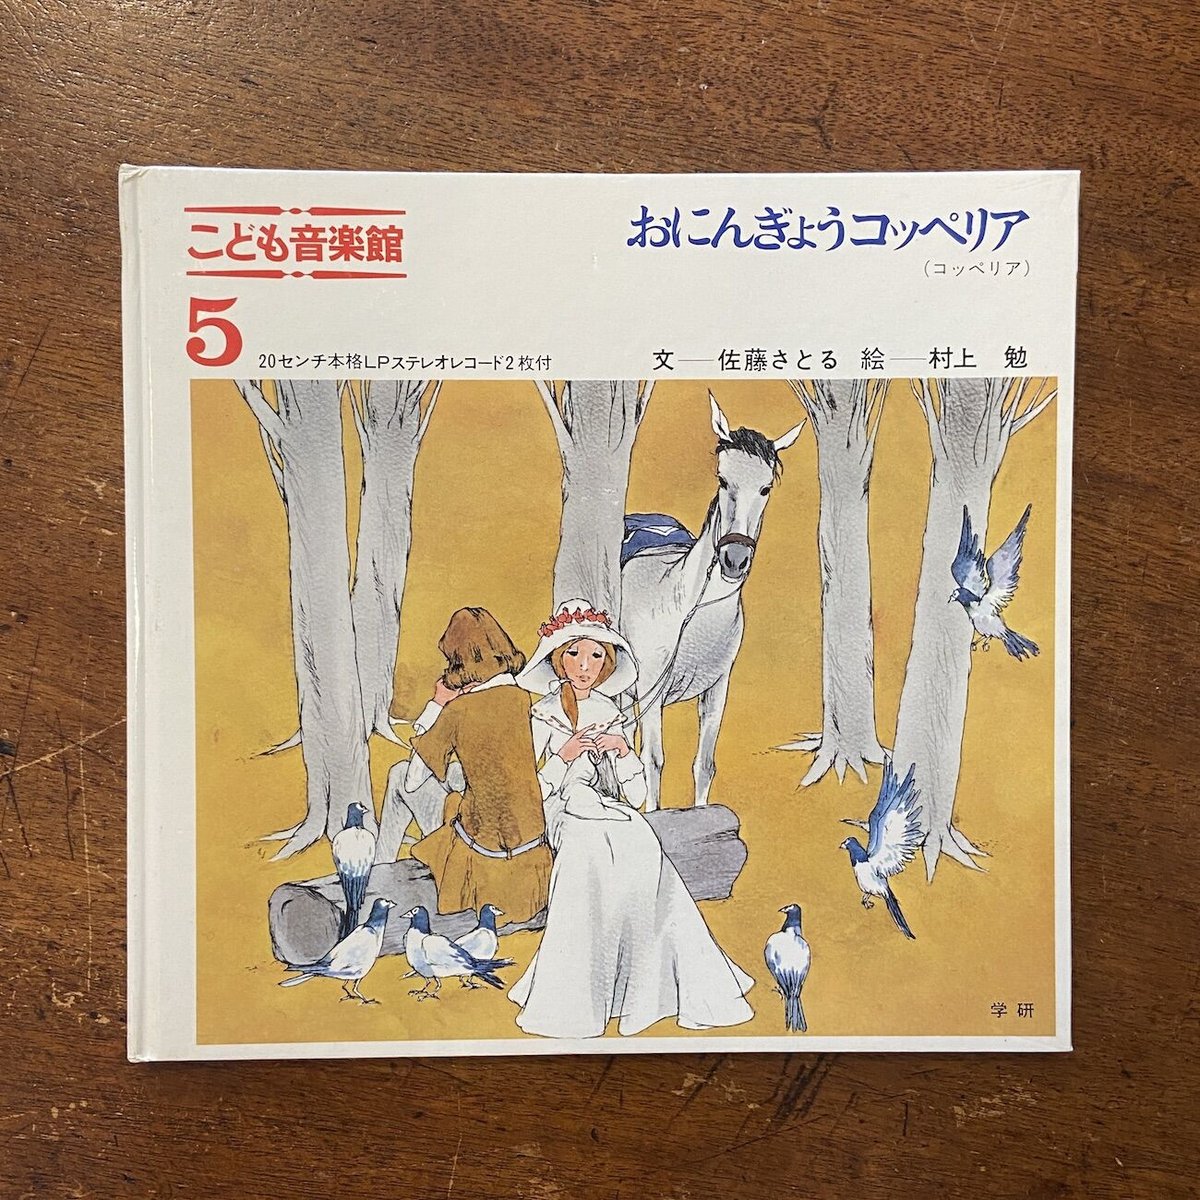 こども音楽館
5
20センチ本格LPステレオレコード2枚付
おにんぎょうコッペリア
(コッペリア)
文──佐藤さとる 絵──村上 勉
学研